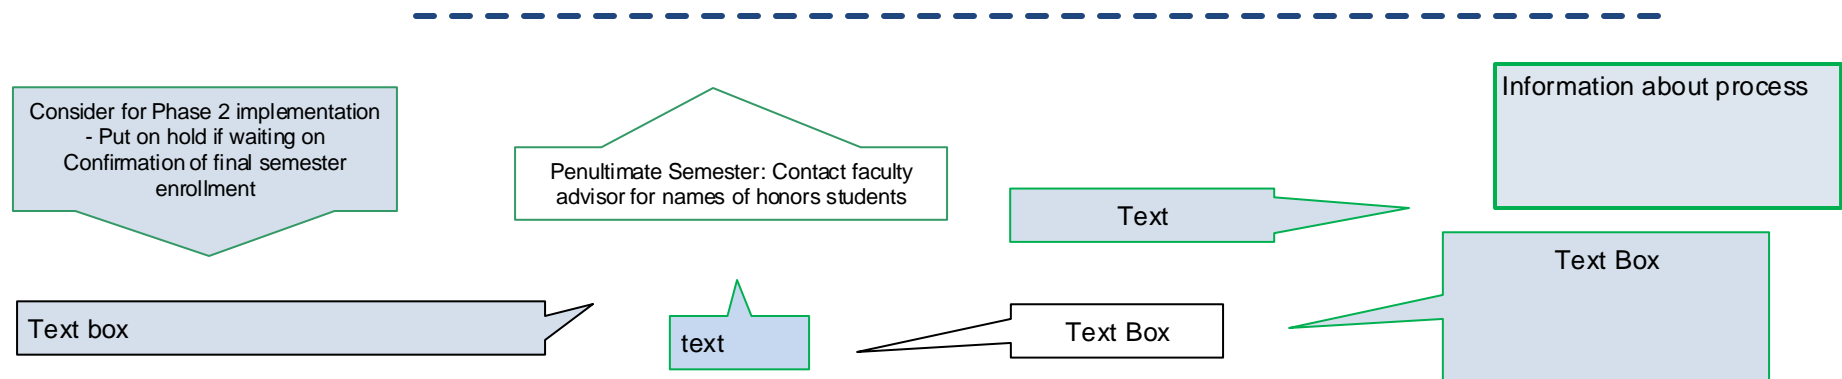 Consider for Phase 2 implementation
- Put on hold if waiting on
Confirmation of final semester
enrollment
Penultimate Semester: Contact faculty
advisor for names of honors students
Information about process
Text
Text Box
Text box
text
Text Box